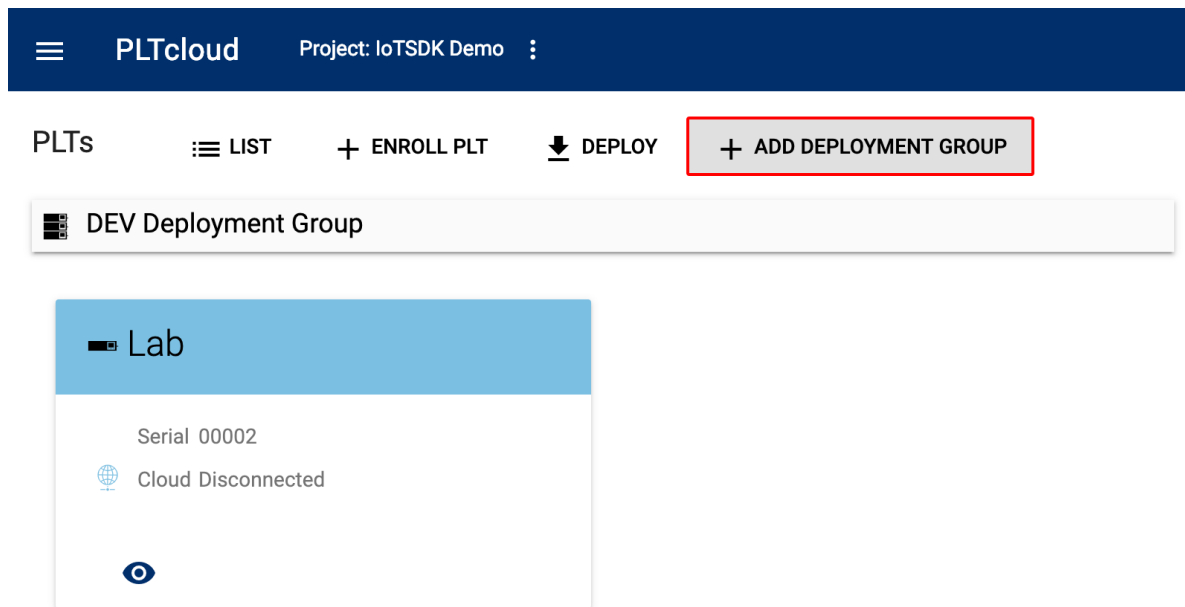 PLTcloud Project: IoTSDK Demo
PLTs LIST ENROLL PLT DEPLOY ADD DEPLOYMENT GROUP
DEV Deployment Group
Lab
Serial 00002
Cloud Disconnected